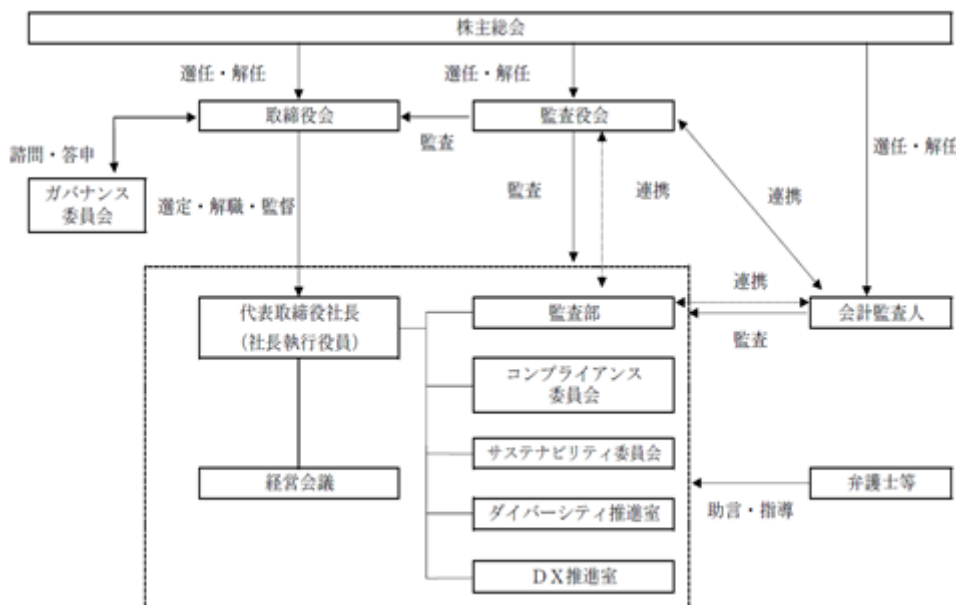 株主総会
選任・解任
選任・解任
取締役会
監査役会
監査
諮問・答申
選任・解任
ガバナンス
委員会
選定・解職・監督
監査
連携
連携
代表取締役社長
(社長執行役員)
監査部
連携
会計監査人
監査
コンプライアンス
委員会
サステナビリティ委員会
経営会議
弁護士等
助言・指導
ダイバーシティ推進室
DX推進室